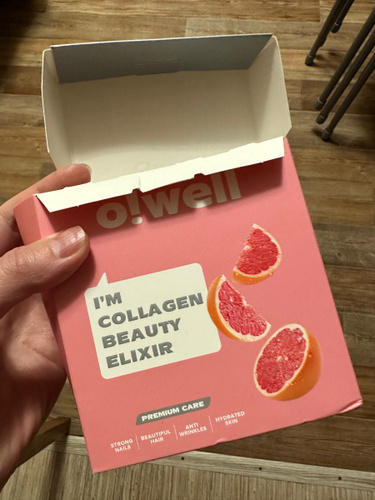 o!well
I'M
COLLAGEN
BEAUTY
ELIXIR
PREMIUM CARE
STRONG
NAILS
BEAUTIFUL
HAIR
ANTI
WRINKLES
HYDRATED
SKIN